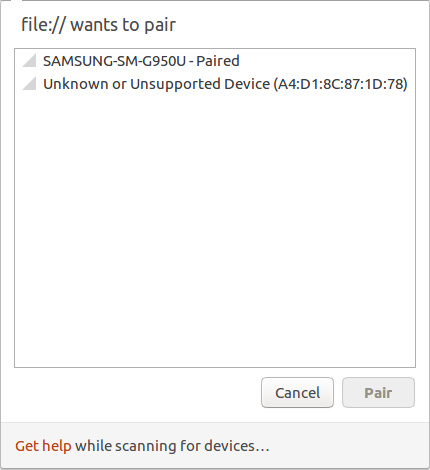 file:// wants to pair
SAMSUNG-SM-G950U - Paired
Unknown or Unsupported Device (A4:D1:8C:87:1D:78)
Cancel
Pair
Get help while scanning for devices…